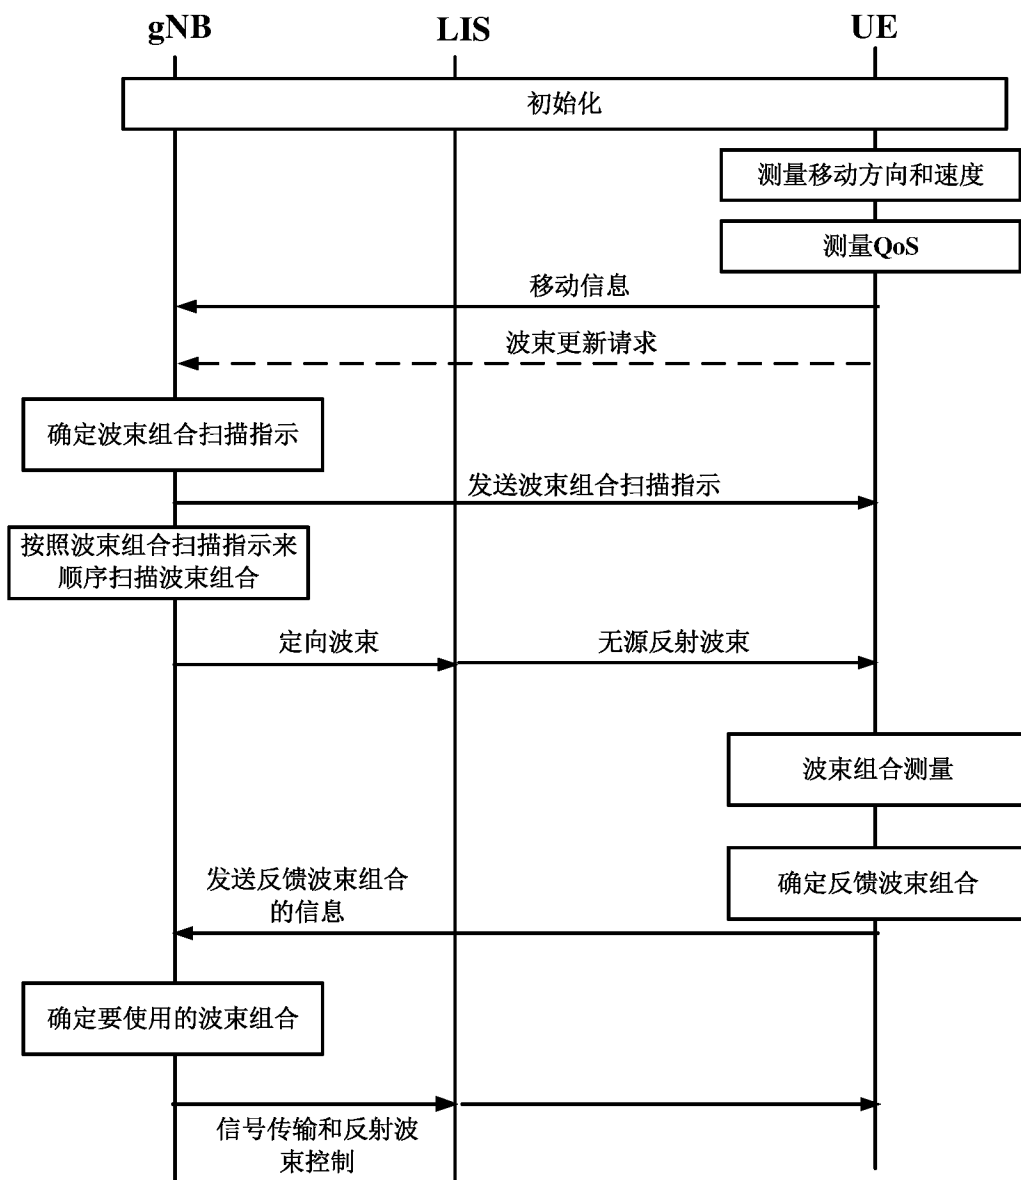 gNB LIS UE
初始化
测量移动方向和速度
测量QoS
移动信息
波束更新请求
确定波束组合扫描指示
发送波束组合扫描指示
按照波束组合扫描指示来
顺序扫描波束组合
定向波束
无源反射波束
波束组合测量
确定反馈波束组合
发送反馈波束组合
的信息
确定要使用的波束组合
信号传输和反射波
束控制